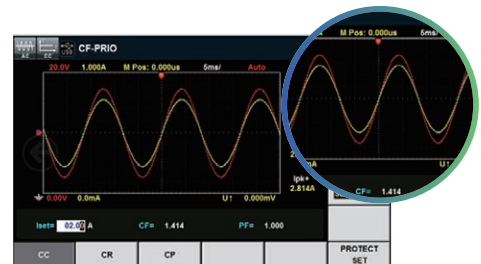 AC CC USB CF-PRIO
20.0V 1.000A M Pos: 0.000us 5ms/ Auto
0.00V 0.0mA U↑ 0.000mV
Ipk+
2.814A
Iset= 02.00 A CF= 1.414 PF= 1.000
CC CR CP PROTECT
SET
M Pos: 0.000us 5ms/
CF= 1.414